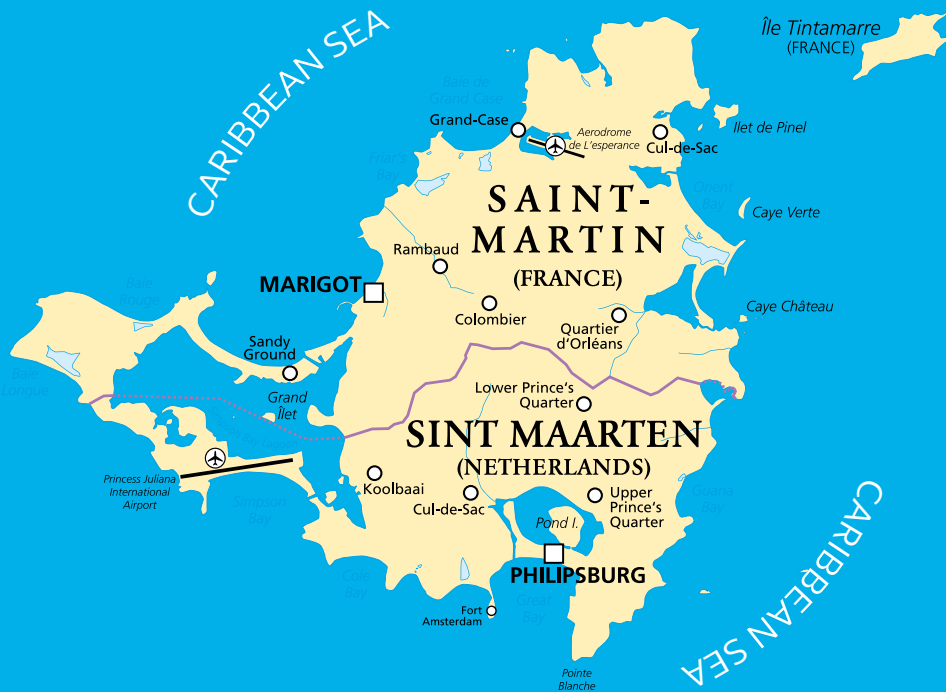 CARIBBEAN SEA
Île Tintamarre
(FRANCE)
Baie de
Grand Case
Grand-Case
Aerodrome
de L'esperance
Cul-de-Sac
Ilet de Pinel
Friar's
Bay
Orient
Bay
Caye Verte
SAINT-
MARTIN
(FRANCE)
Rambaud
MARIGOT
Colombier
Quartier
d'Orléans
Caye Château
Baie
Rouge
Sandy
Ground
Baie
Longue
Grand
Îlet
Lower Prince's
Quarter
Simpson Bay Lagoon
SINT MAARTEN
(NETHERLANDS)
Princess Juliana
International
Airport
Koolbaai
Cul-de-Sac
Upper
Prince's
Quarter
Simpson
Bay
Guana
Bay
Pond I.
PHILIPSBURG
Cole
Bay
Fort
Amsterdam
Great
Bay
Pointe
Blanche
CARIBBEAN SEA